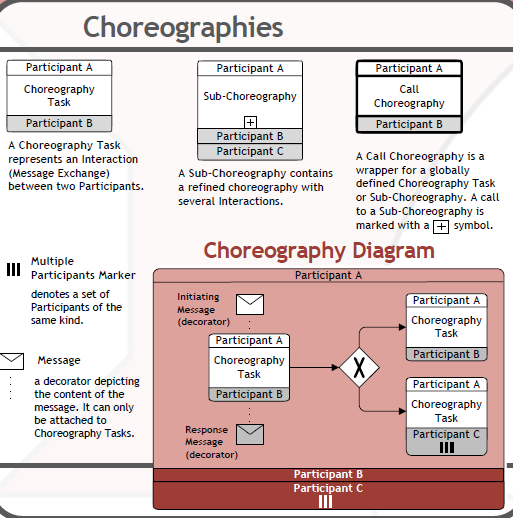 Choreographies
Participant A
Choreography
Task
Participant B
A Choreography Task
represents an Interaction
(Message Exchange)
between two Participants.
Participant A
Sub-Choreography
+
Participant B
Participant C
A Sub-Choreography contains
a refined choreography with
several Interactions.
Participant A
Call
Choreography
Participant B
A Call Choreography is a
wrapper for a globally
defined Choreography Task
or Sub-Choreography. A call
to a Sub-Choreography is
marked with a + symbol.
Multiple
Participants Marker
denotes a set of
Participants of the
same kind.
Message
a decorator depicting
the content of the
message. It can only
be attached to
Choreography Tasks.
Choreography Diagram
Participant A
Initiating
Message
(decorator)
Participant A
Choreography
Task
Participant B
Response
Message
(decorator)
X
Participant A
Choreography
Task
Participant B
Participant A
Choreography
Task
Participant C
Participant B
Participant C